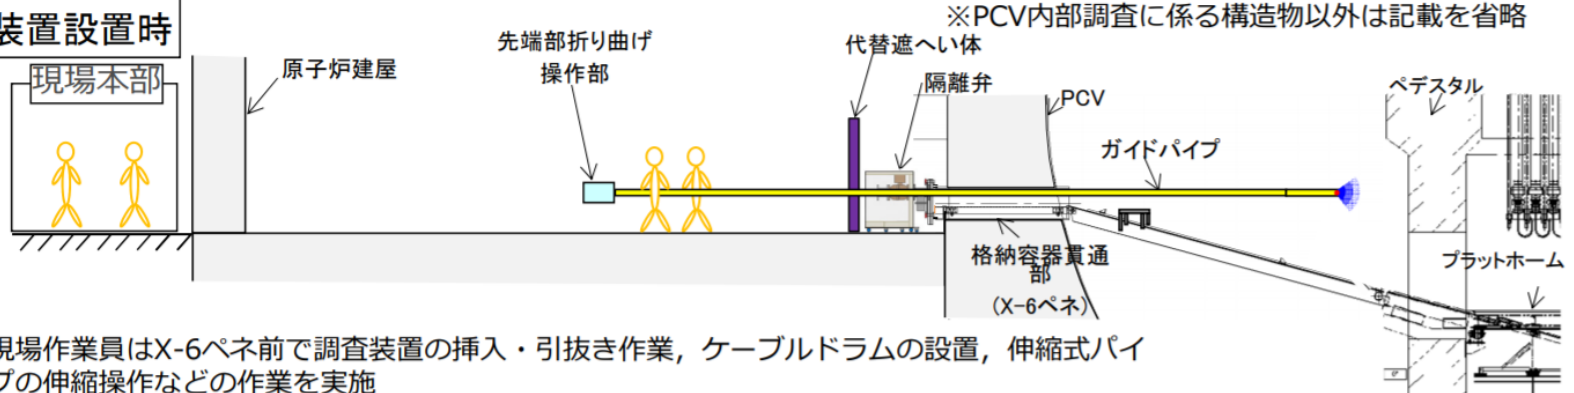 装置設置時
※PCV内部調査に係る構造物以外は記載を省略
現場本部
原子炉建屋
先端部折り曲げ
操作部
代替遮へい体
隔離弁
PCV
ガイドパイプ
ペデスタル
格納容器貫通
部
(X-6ペネ)
プラットホーム
現場作業員はX-6ペネ前で調査装置の挿入・引抜き作業，ケーブルドラムの設置，伸縮式パイ
プの伸縮操作などの作業を実施